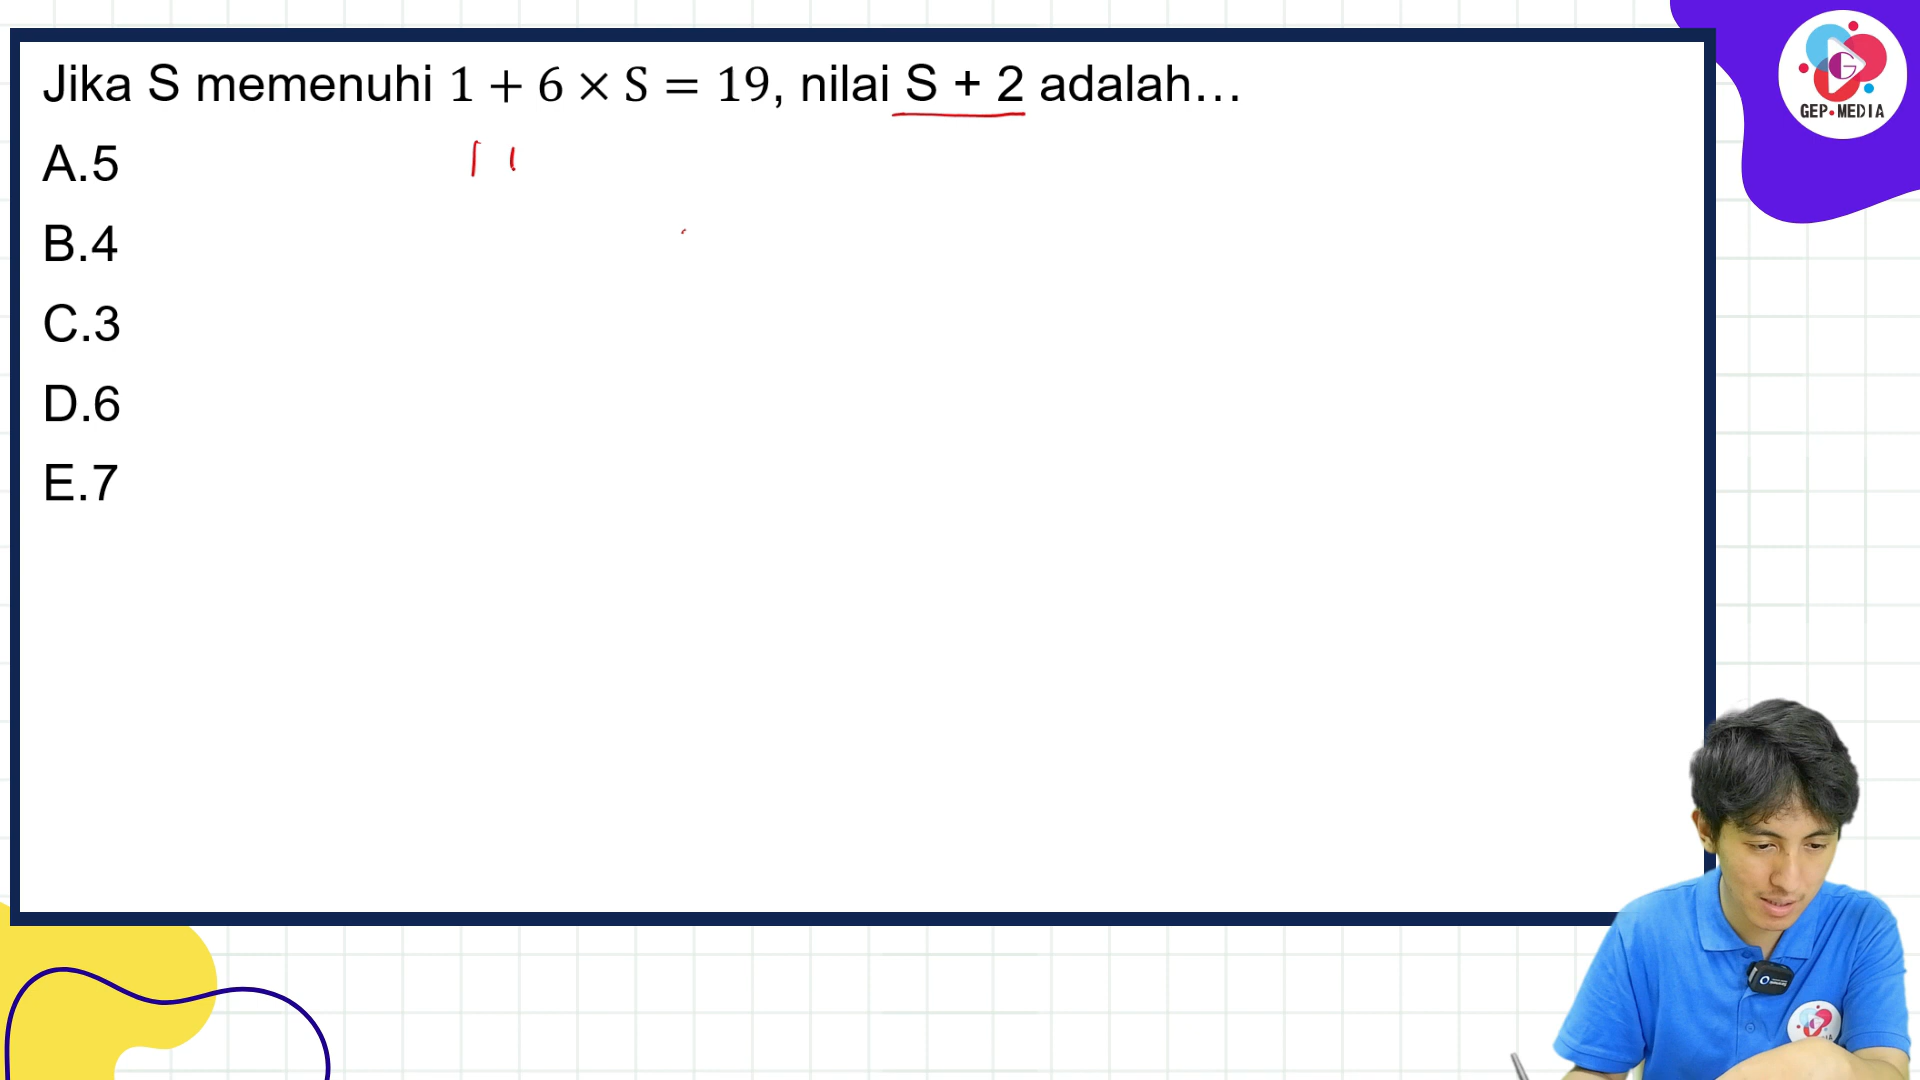 Jika S memenuhi 1 + 6 × S = 19, nilai S + 2 adalah…
A.5
B.4
C.3
D.6
E.7
GEP•MEDIA